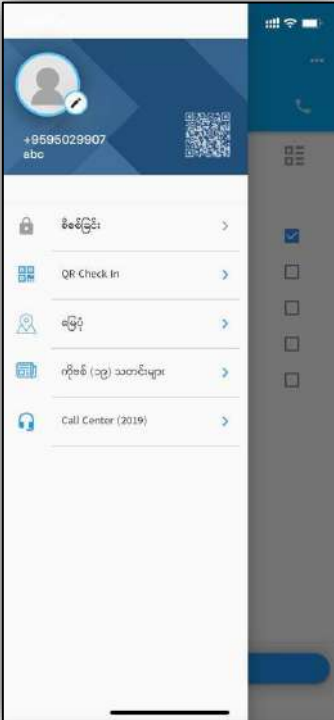 +9595029907
abc
စိစစ်ခြင်း
QR Check In
မြေပုံ
ကိုဗစ် (၁၉) သတင်းများ
Call Center (2019)